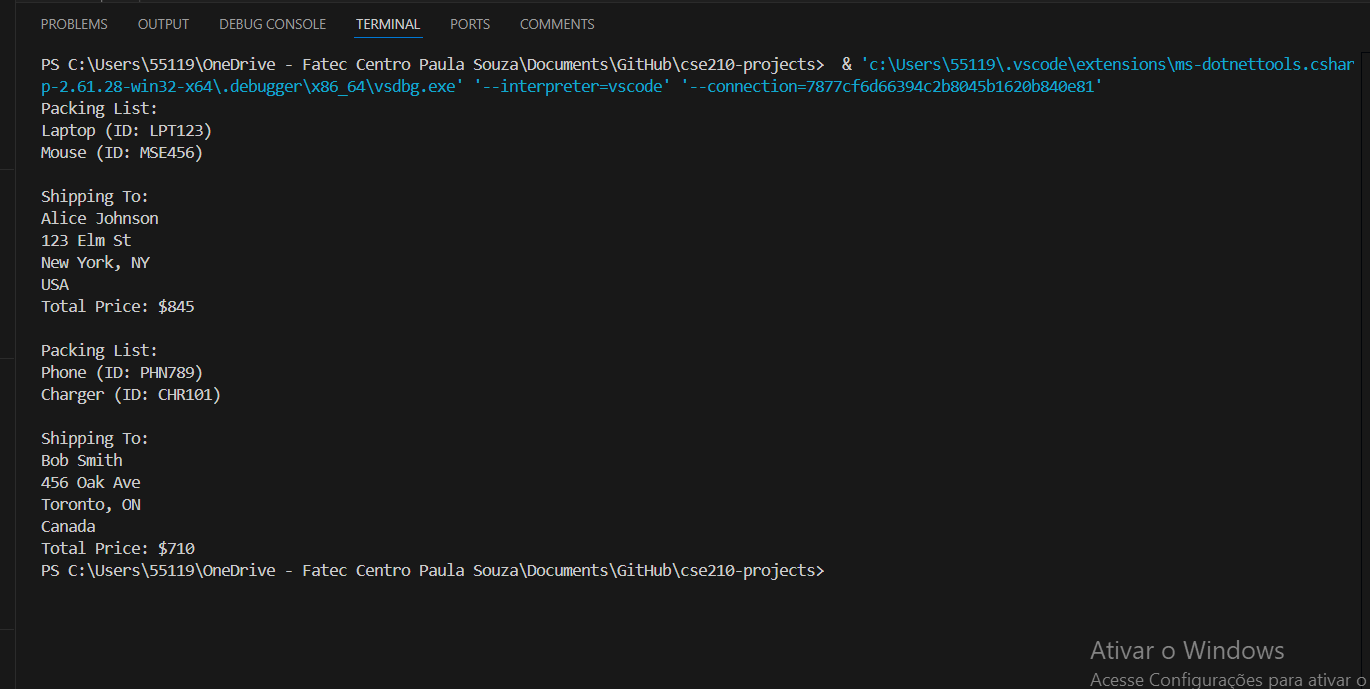 PROBLEMS OUTPUT DEBUG CONSOLE TERMINAL PORTS COMMENTS
PS C:\Users\55119\OneDrive - Fatec Centro Paula Souza\Documents\GitHub\cse210-projects>  & 'c:\Users\55119\.vscode\extensions\ms-dotnettools.cshar
p-2.61.28-win32-x64\.debugger\x86_64\vsdbg.exe' '--interpreter=vscode' '--connection=7877cf6d66394c2b8045b1620b840e81'
Packing List:
Laptop (ID: LPT123)
Mouse (ID: MSE456)
Shipping To:
Alice Johnson
123 Elm St
New York, NY
USA
Total Price: $845
Packing List:
Phone (ID: PHN789)
Charger (ID: CHR101)
Shipping To:
Bob Smith
456 Oak Ave
Toronto, ON
Canada
Total Price: $710
PS C:\Users\55119\OneDrive - Fatec Centro Paula Souza\Documents\GitHub\cse210-projects>
Ativar o Windows
Acesse Configurações para ativar o